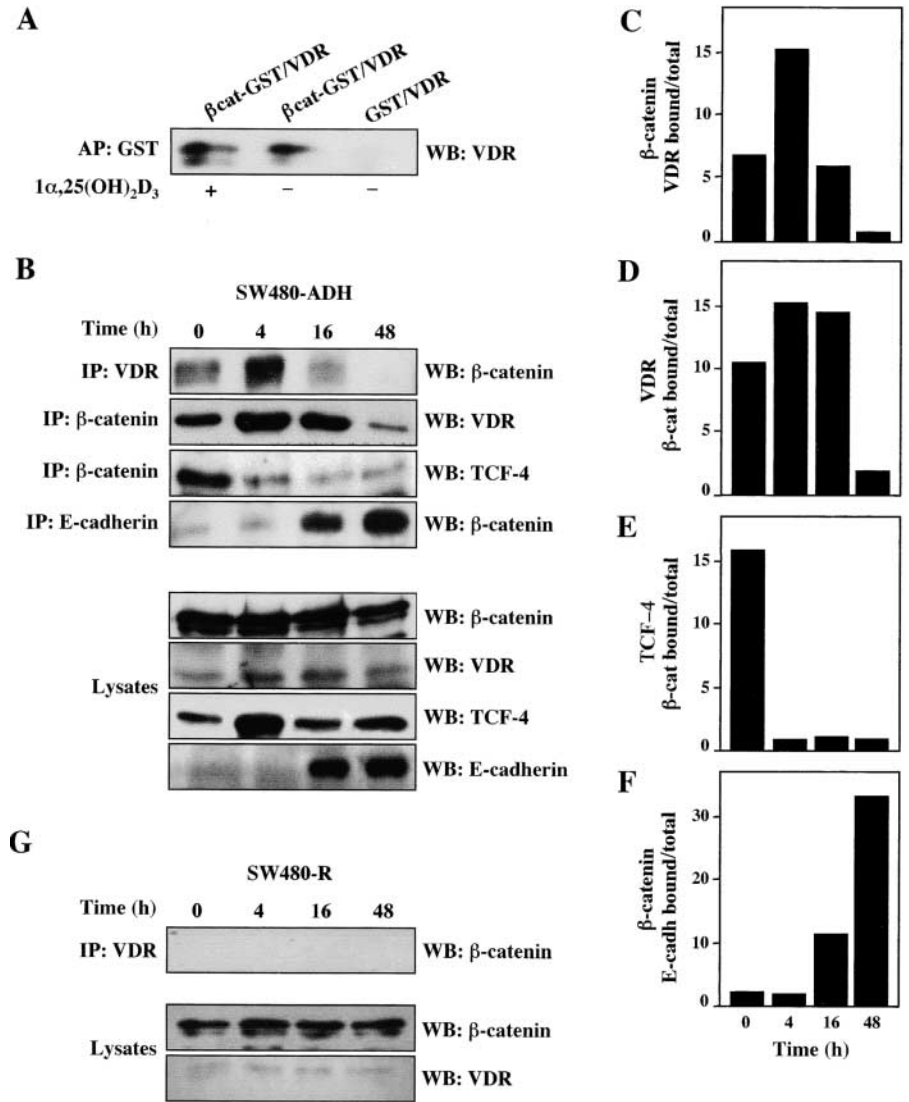 A
βcat-GST/VDR
βcat-GST/VDR
GST/VDR
AP: GST
WB: VDR
1α,25(OH)₂D₃
+ − −
B
SW480-ADH
Time (h) 0 4 16 48
IP: VDR WB: β-catenin
IP: β-catenin WB: VDR
IP: β-catenin WB: TCF-4
IP: E-cadherin WB: β-catenin
Lysates
WB: β-catenin
WB: VDR
WB: TCF-4
WB: E-cadherin
G
SW480-R
Time (h) 0 4 16 48
IP: VDR WB: β-catenin
Lysates
WB: β-catenin
WB: VDR
C
β-catenin
VDR bound/total
15
10
5
0
D
VDR
β-cat bound/total
15
10
5
0
E
TCF–4
β-cat bound/total
15
10
5
0
F
β-catenin
E-cadh bound/total
30
20
10
0
0 4 16 48
Time (h)